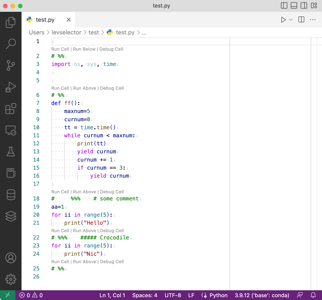 test.py
test.py
Users > levselector > test > test.py > ...
1
Run Cell | Run Below | Debug Cell
2 # %%
3 import os, sys, time
4
5
Run Cell | Run Above | Debug Cell
6 # %%
7 def ff():
8 maxnum=5
9 curnum=0
10 tt = time.time()
11 while curnum < maxnum:
12 print(tt)
13 yield curnum
14 curnum += 1
15 if curnum == 3:
16 yield curnum
17
Run Cell | Run Above | Debug Cell
18 # %%% # some comment
19 aa=1
20 for ii in range(5):
21 print("Hello")
Run Cell | Run Above | Debug Cell
22 # %%% ##### Crocodile
23 for ii in range(5):
24 print("Nic")
Run Cell | Run Above | Debug Cell
25 # %%
26
0 0 Ln 1, Col 1 Spaces: 4 UTF-8 LF Python 3.9.12 ('base': conda)